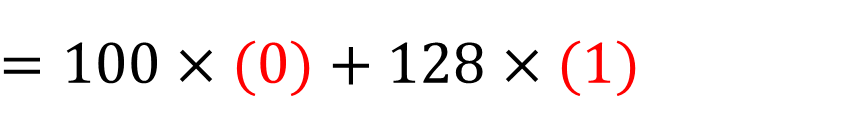 = 100 × (0) + 128 × (1)